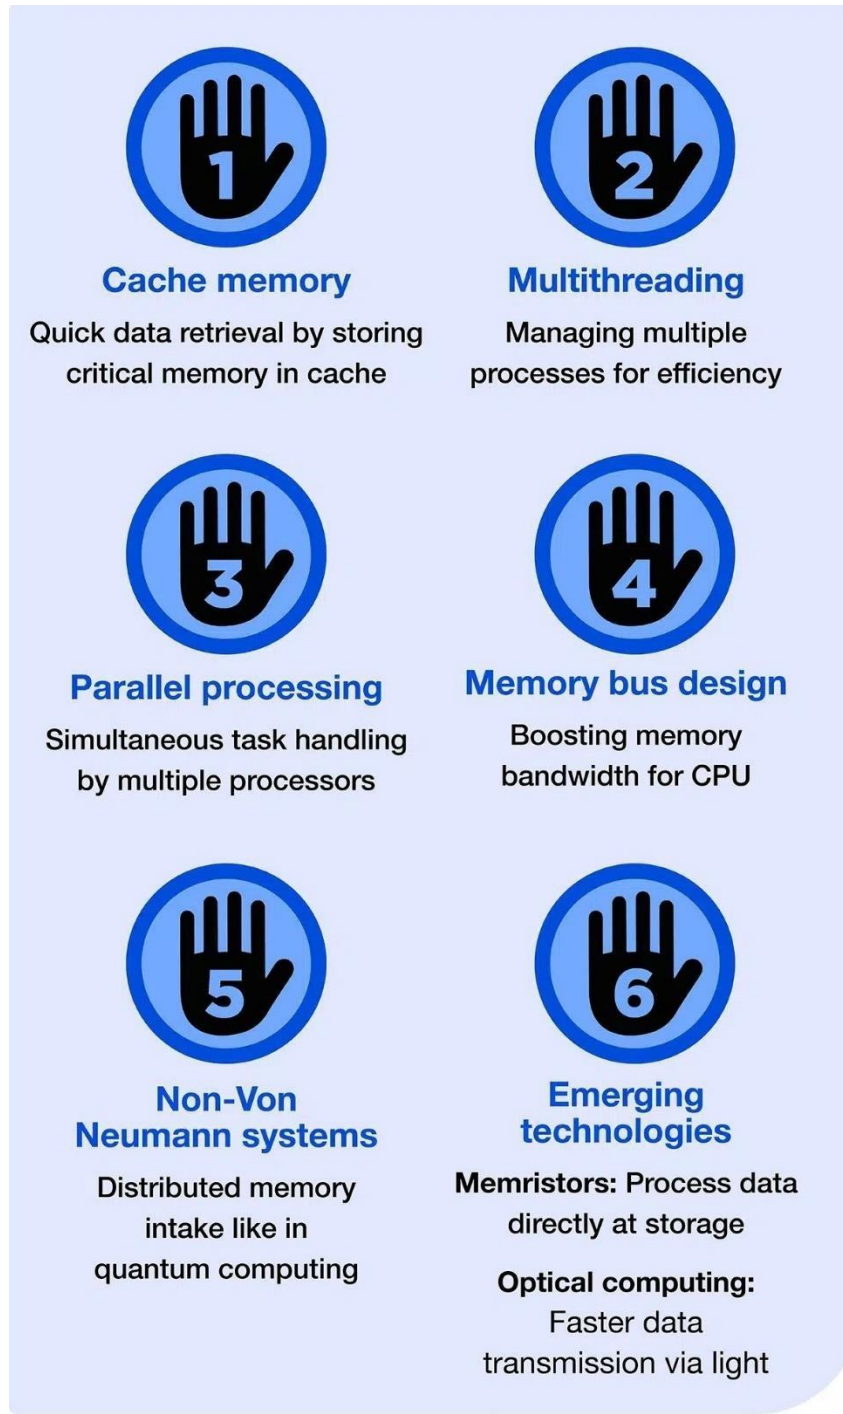 1
Cache memory
Quick data retrieval by storing
critical memory in cache
2
Multithreading
Managing multiple
processes for efficiency
3
Parallel processing
Simultaneous task handling
by multiple processors
4
Memory bus design
Boosting memory
bandwidth for CPU
5
Non-Von
Neumann systems
Distributed memory
intake like in
quantum computing
6
Emerging
technologies
Memristors: Process data
directly at storage
Optical computing:
Faster data
transmission via light